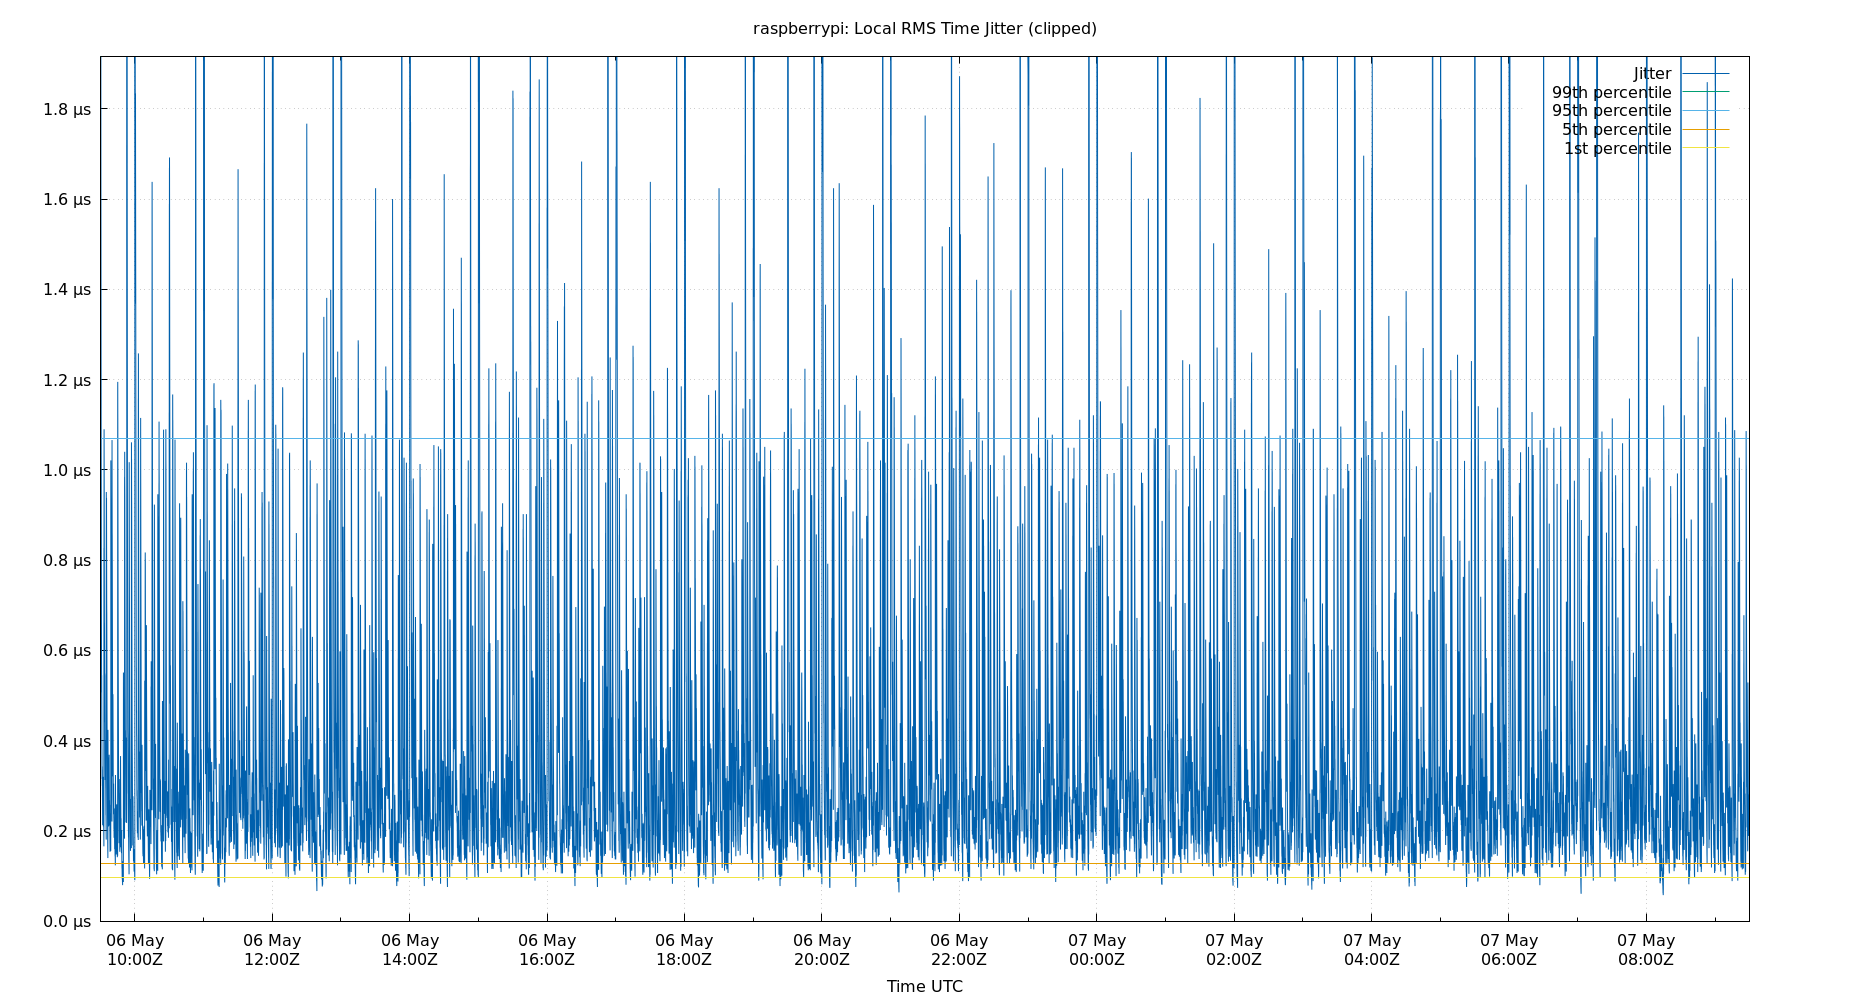 raspberrypi: Local RMS Time Jitter (clipped)
Jitter
99th percentile
95th percentile
5th percentile
1st percentile
1.8 µs
1.6 µs
1.4 µs
1.2 µs
1.0 µs
0.8 µs
0.6 µs
0.4 µs
0.2 µs
0.0 µs
06 May 06 May 06 May 06 May 06 May 06 May 06 May 07 May 07 May 07 May 07 May 07 May
10:00Z 12:00Z 14:00Z 16:00Z 18:00Z 20:00Z 22:00Z 00:00Z 02:00Z 04:00Z 06:00Z 08:00Z
Time UTC